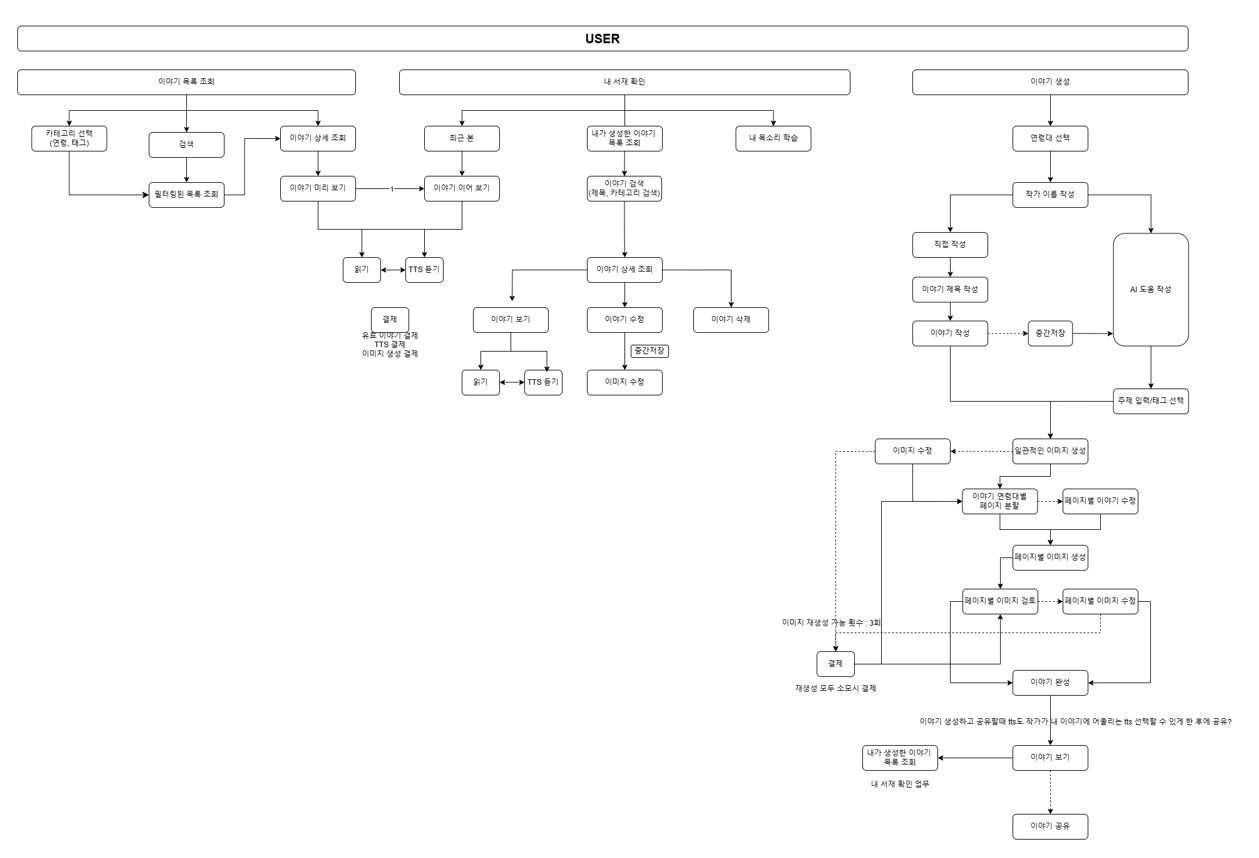 USER
이야기 목록 조회
내 서재 확인
이야기 생성
카테고리 선택
(연령, 태그)
검색
이야기 상세 조회
최근 본
내가 생성한 이야기
목록 조회
내 목소리 학습
연령대 선택
필터링된 목록 조회
이야기 미리 보기
1
이야기 이어 보기
이야기 검색
(제목, 카테고리 검색)
작가 이름 작성
직접 작성
읽기
TTS 듣기
이야기 상세 조회
이야기 제목 작성
AI 도움 작성
결제
유료 이야기 결제
TTS 결제
이미지 생성 결제
이야기 보기
이야기 수정
이야기 삭제
이야기 작성
중간저장
중간저장
읽기
TTS 듣기
이미지 수정
주제 입력/태그 선택
이미지 수정
일관적인 이미지 생성
이야기 연령대별
페이지 분할
페이지별 이야기 수정
페이지별 이미지 생성
페이지별 이미지 검토
페이지별 이미지 수정
이미지 재생성 가능 횟수 : 3회
결제
재생성 모두 소모시 결제
이야기 완성
이야기 생성하고 공유할때 tts도 작가가 내 이야기에 어울리는 tts 선택할 수 있게 한 후에 공유?
내가 생성한 이야기
목록 조회
이야기 보기
내 서재 확인 업무
이야기 공유